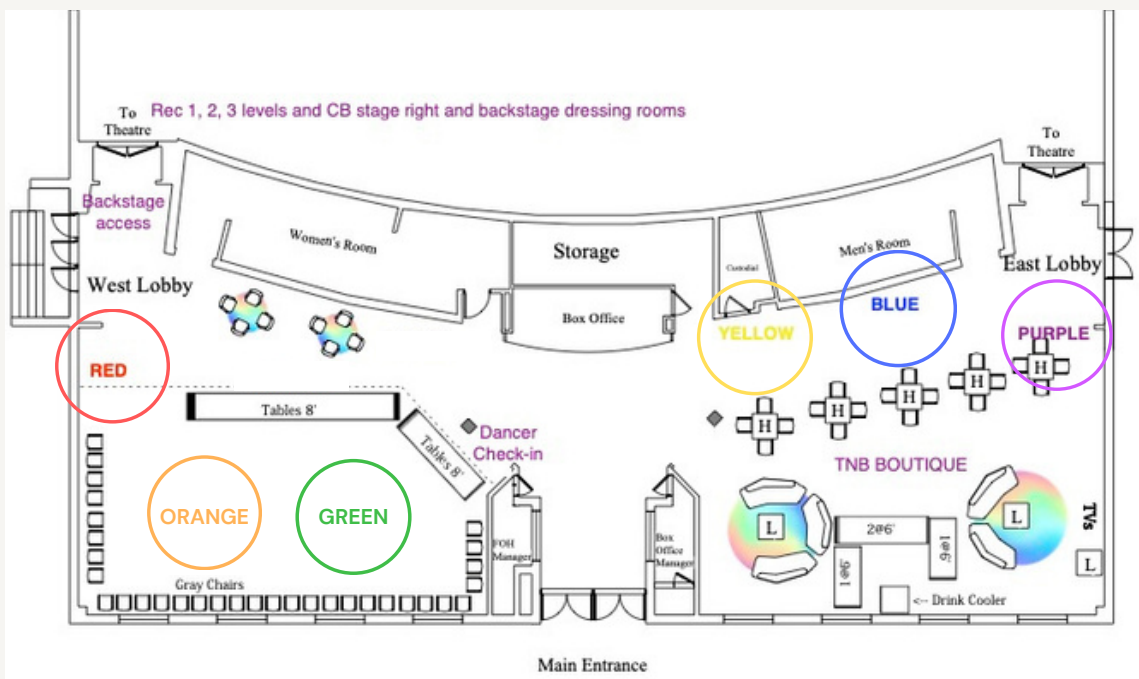 To
Theatre
Rec 1, 2, 3 levels and CB stage right and backstage dressing rooms
To
Theatre
Backstage
access
Women's Room
Storage
Custodial
Men's Room
East Lobby
West Lobby
Box Office
YELLOW
BLUE
PURPLE
RED
H
H
H
H
H
Tables 8'
Tables 8'
Dancer
Check-in
TNB BOUTIQUE
ORANGE
GREEN
L
L
TVs
2@6'
1@6'
1@6'
L
FOH
Manager
Box
Office
Manager
Gray Chairs
<-- Drink Cooler
Main Entrance